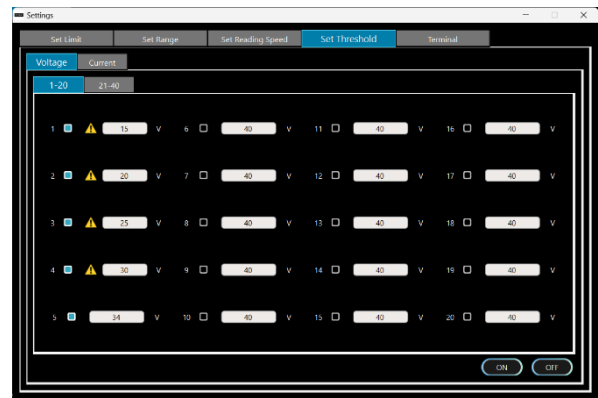 Settings
Set Limit Set Range Set Reading Speed Set Threshold Terminal
Voltage Current
1-20 21-40
1 15 V 6 40 V 11 40 V 16 40 V
2 20 V 7 40 V 12 40 V 17 40 V
3 25 V 8 40 V 13 40 V 18 40 V
4 30 V 9 40 V 14 40 V 19 40 V
5 34 V 10 40 V 15 40 V 20 40 V
ON OFF